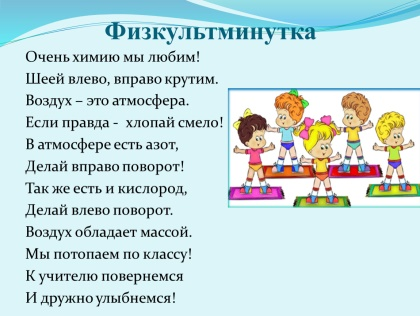 Физкультминутка
Очень химию мы любим!
Шеей влево, вправо крутим.
Воздух – это атмосфера.
Если правда - хлопай смело!
В атмосфере есть азот,
Делай вправо поворот!
Так же есть и кислород,
Делай влево поворот.
Воздух обладает массой.
Мы потопаем по классу!
К учителю повернемся
И дружно улыбнемся!